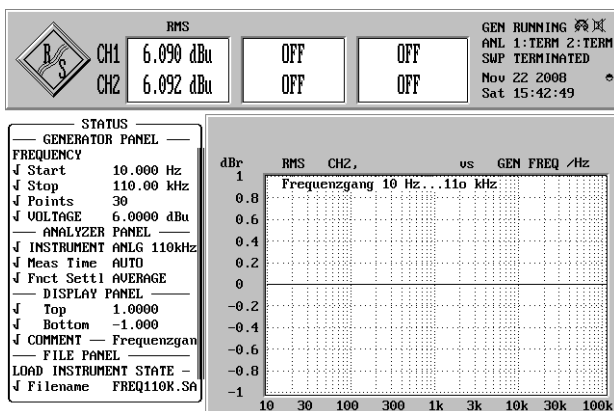 RMS
R S
CH1 6.090 dBu OFF OFF
CH2 6.092 dBu OFF OFF
GEN RUNNING
ANL 1:TERM 2:TERM
SWP TERMINATED
Nov 22 2008
Sat 15:42:49
STATUS
GENERATOR PANEL
FREQUENCY
Start 10.000 Hz
Stop 110.00 kHz
Points 30
VOLTAGE 6.0000 dBu
ANALYZER PANEL
INSTRUMENT ANLG 110kHz
Meas Time AUTO
Fnct Settl AVERAGE
DISPLAY PANEL
Top 1.0000
Bottom -1.000
COMMENT — Frequenzgan
FILE PANEL
LOAD INSTRUMENT STATE -
Filename FREQ110K.SA
dBr RMS CH2, vs GEN FREQ /Hz
Frequenzgang 10 Hz...11o kHz
1
0.8
0.6
0.4
0.2
0
-0.2
-0.4
-0.6
-0.8
-1
10 30 100 300 1k 3k 10k 30k 100k